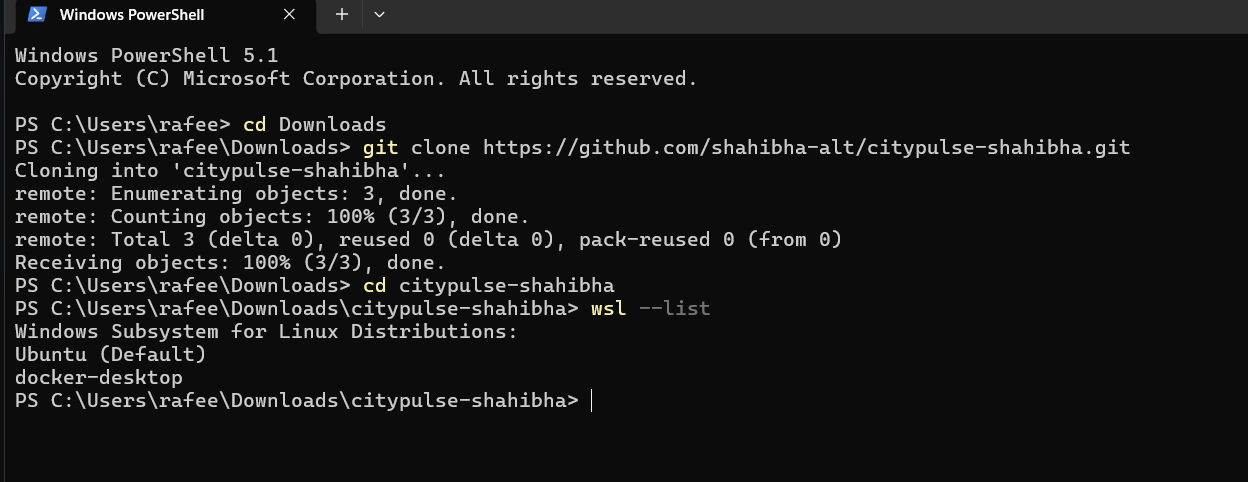 Windows PowerShell
Windows PowerShell 5.1
Copyright (C) Microsoft Corporation. All rights reserved.
PS C:\Users\rafee> cd Downloads
PS C:\Users\rafee\Downloads> git clone https://github.com/shahibha-alt/citypulse-shahibha.git
Cloning into 'citypulse-shahibha'...
remote: Enumerating objects: 3, done.
remote: Counting objects: 100% (3/3), done.
remote: Total 3 (delta 0), reused 0 (delta 0), pack-reused 0 (from 0)
Receiving objects: 100% (3/3), done.
PS C:\Users\rafee\Downloads> cd citypulse-shahibha
PS C:\Users\rafee\Downloads\citypulse-shahibha> wsl --list
Windows Subsystem for Linux Distributions:
Ubuntu (Default)
docker-desktop
PS C:\Users\rafee\Downloads\citypulse-shahibha>